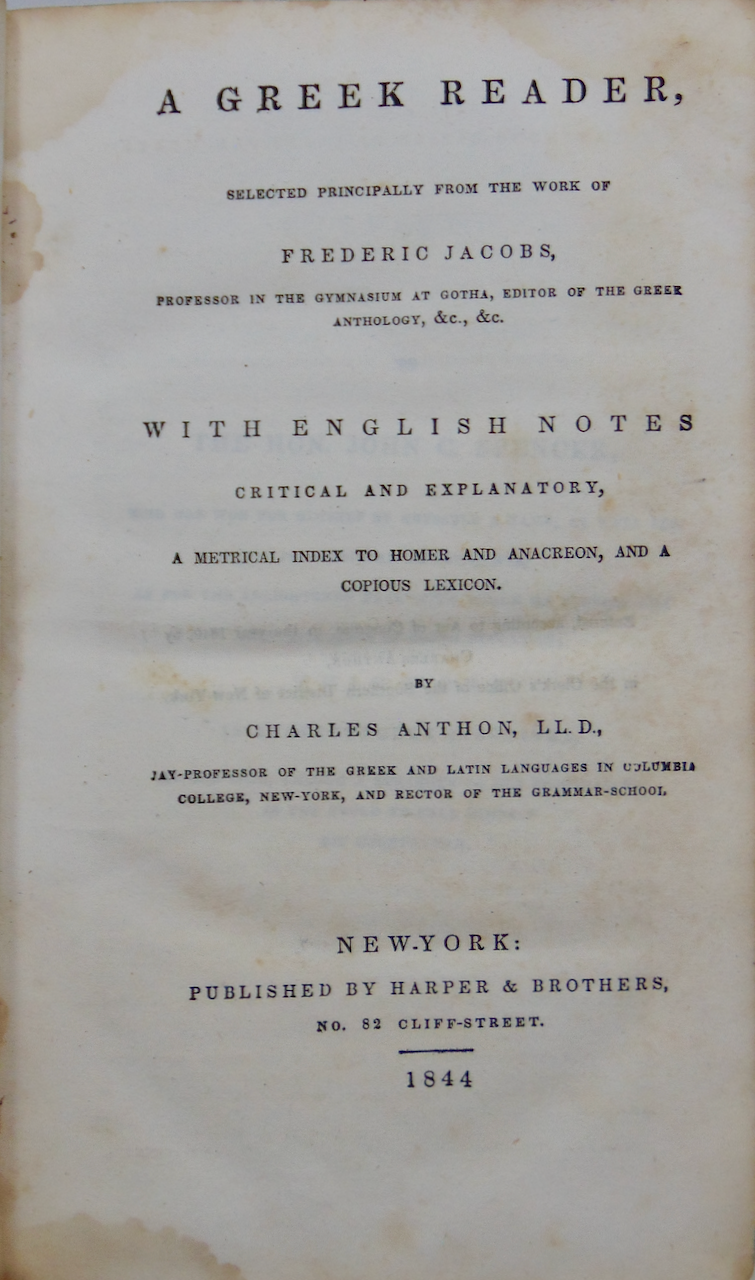 A GREEK READER,
SELECTED PRINCIPALLY FROM THE WORK OF
FREDERIC JACOBS,
PROFESSOR IN THE GYMNASIUM AT GOTHA, EDITOR OF THE GREEK
ANTHOLOGY, &C., &C.
WITH ENGLISH NOTES
CRITICAL AND EXPLANATORY,
A METRICAL INDEX TO HOMER AND ANACREON, AND A
COPIOUS LEXICON.
BY
CHARLES ANTHON, LL.D.,
JAY-PROFESSOR OF THE GREEK AND LATIN LANGUAGES IN COLUMBIA
COLLEGE, NEW-YORK, AND RECTOR OF THE GRAMMAR-SCHOOL
NEW-YORK:
PUBLISHED BY HARPER & BROTHERS,
NO. 82 CLIFF-STREET.
1844